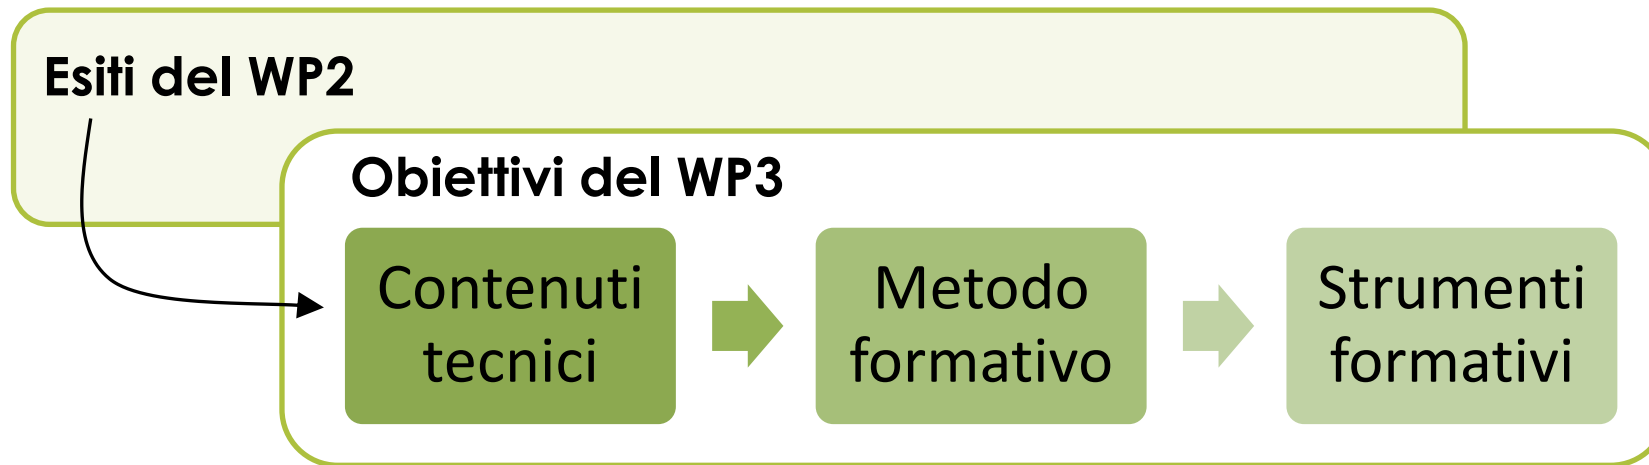 Esiti del WP2
Obiettivi del WP3
Contenuti
tecnici
Metodo
formativo
Strumenti
formativi